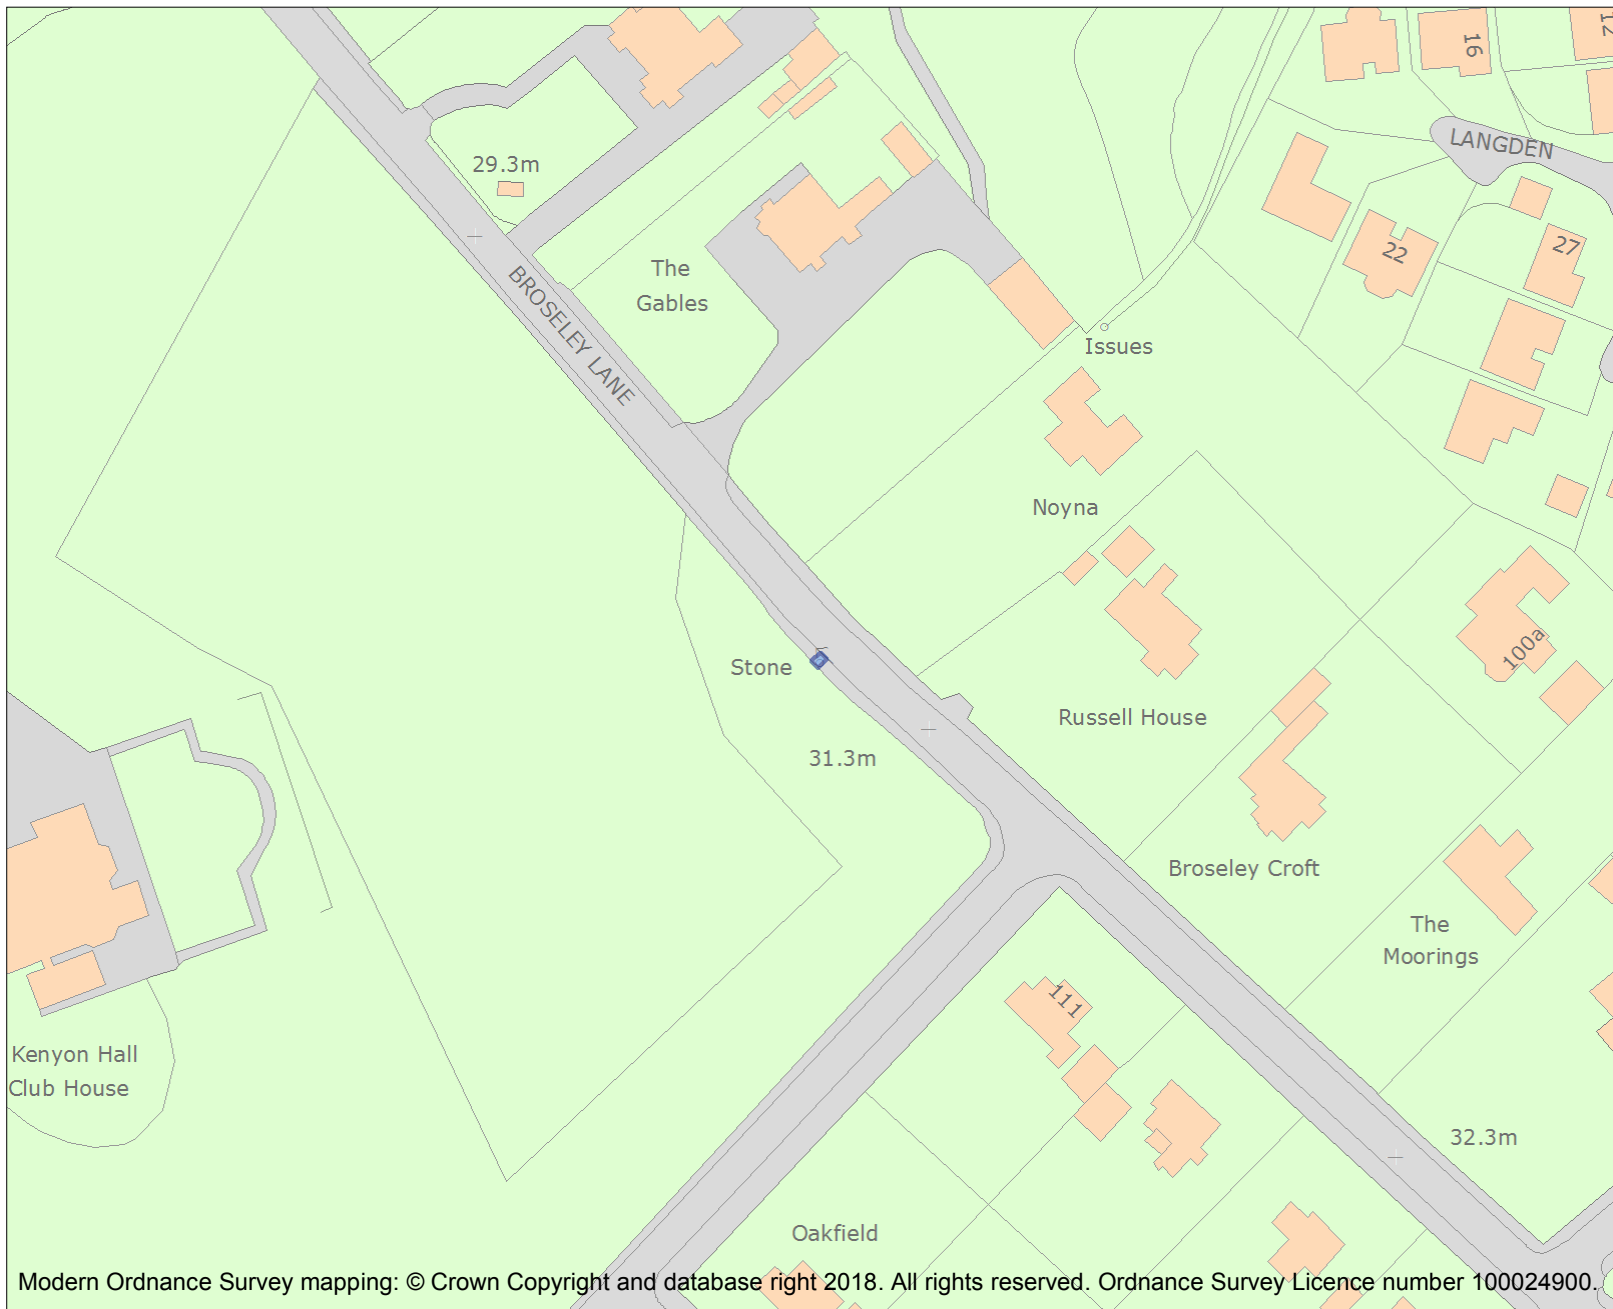 16
12
LANGDEN
29.3m
22
27
The
Gables
BROSELEY LANE
Issues
Noyna
100a
Stone
Russell House
31.3m
Broseley Croft
The
Moorings
111
Kenyon Hall
Club House
32.3m
Oakfield
Modern Ordnance Survey mapping: © Crown Copyright and database right 2018. All rights reserved. Ordnance Survey Licence number 100024900.